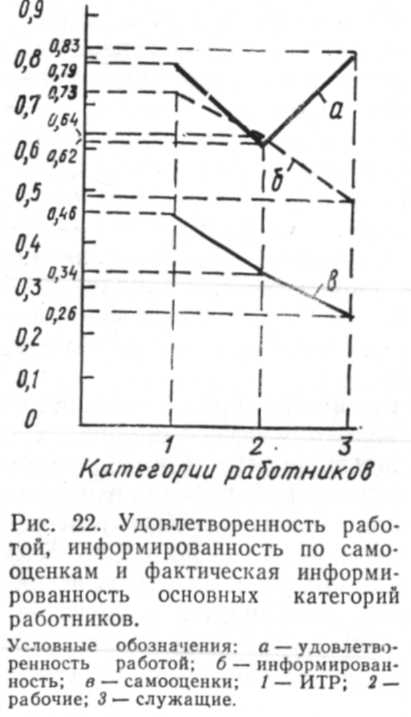 0,9
0,83
0,8
0,79
0,73
0,7
0,64
0,6
0,62
0,5
0,46
0,4
0,34
0,3
0,26
0,2
0,1
0
а
б
в
1 2 3
Категории работников
Рис. 22. Удовлетворенность рабо-
той, информированность по само-
оценкам и фактическая информи-
рованность основных категорий
работников.
Условные обозначения: а — удовлетво-
ренность работой; б — информирован-
ность; в — самооценки; 1 — ИТР; 2 —
рабочие; 3 — служащие.